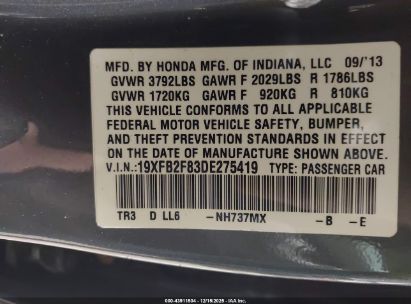 MFD. BY HONDA MFG. OF INDIANA, LLC 09/'13
GVWR 3792LBS GAWR F 2029LBS R 1786LBS
GVWR 1720KG GAWR F 920KG R 810KG
THIS VEHICLE CONFORMS TO ALL APPLICABLE
FEDERAL MOTOR VEHICLE SAFETY, BUMPER,
AND THEFT PREVENTION STANDARDS IN EFFECT
ON THE DATE OF MANUFACTURE SHOWN ABOVE.
V.I.N.:19XFB2F83DE275419 TYPE: PASSENGER CAR
TR3 D LL6 -NH737MX -B -E